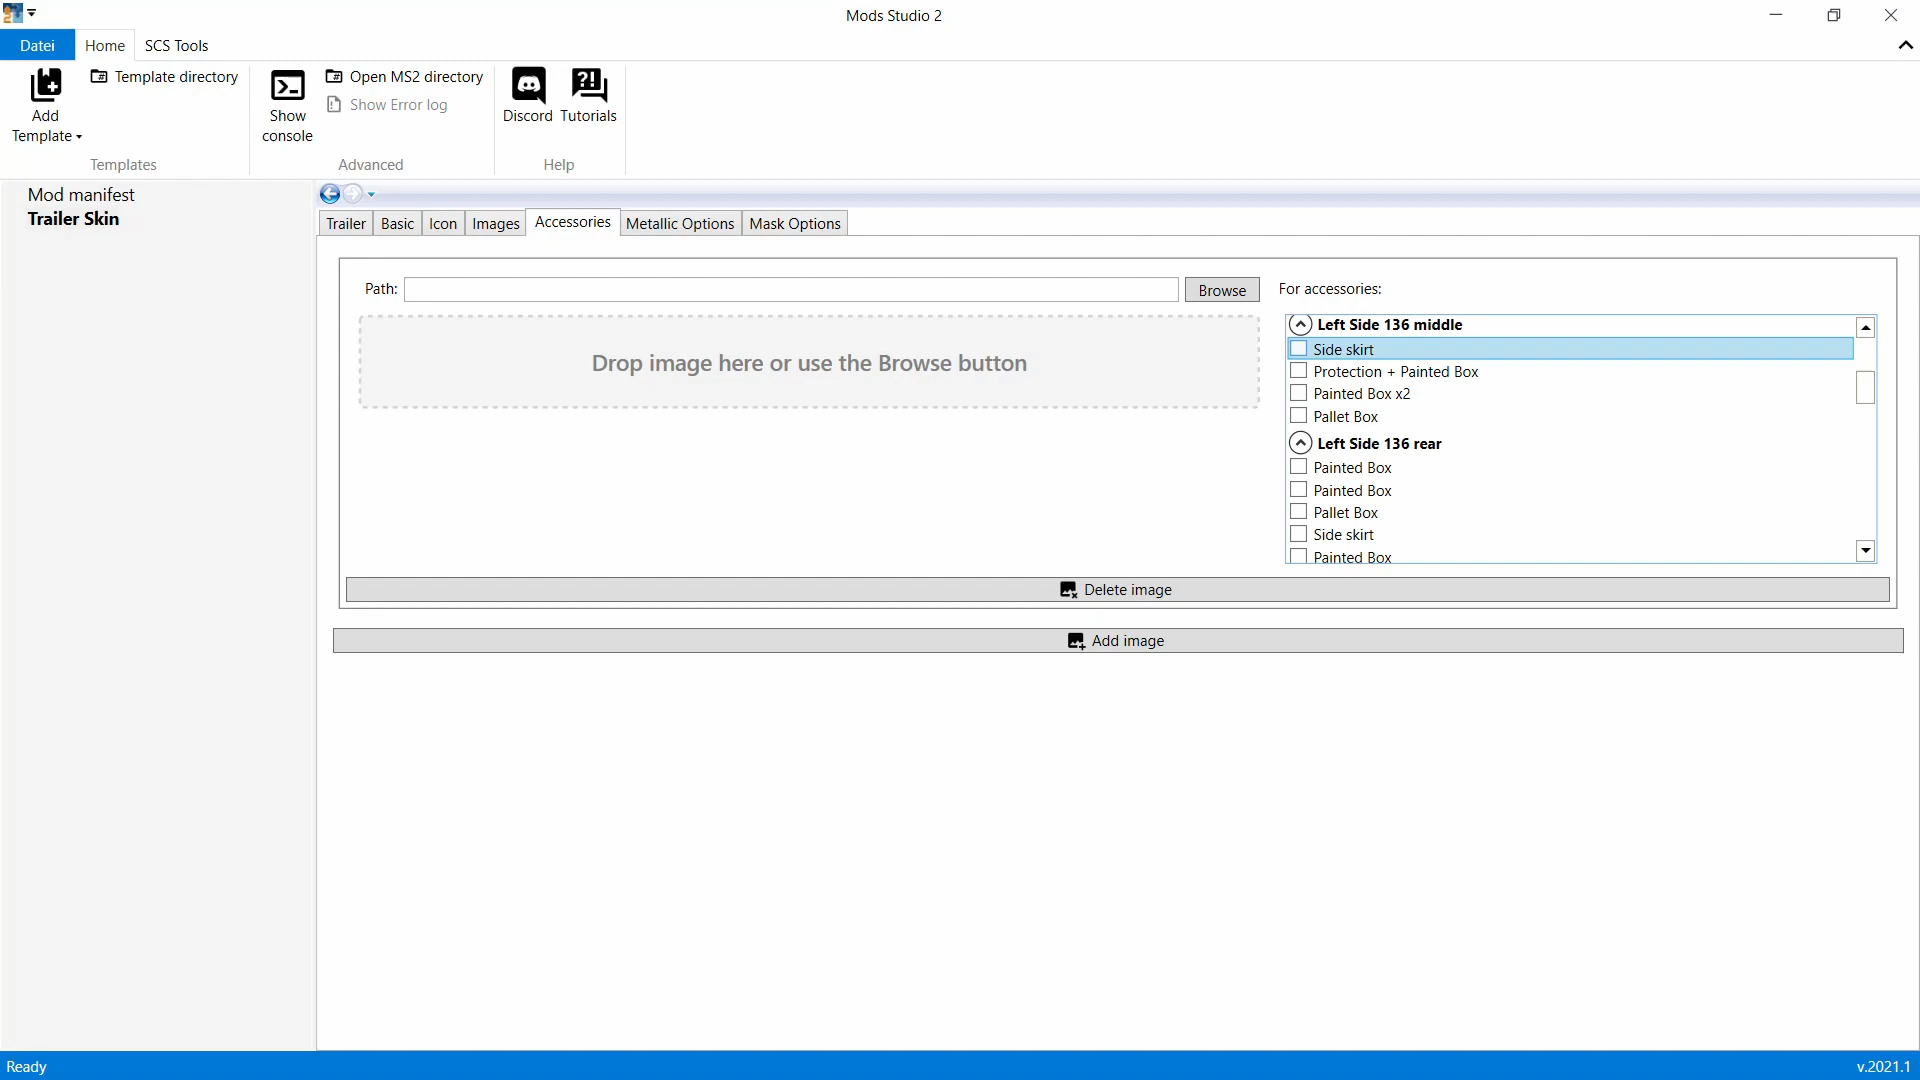 Mods Studio 2
Datei
Home
SCS Tools
Add
Template
Template directory
Templates
Show
console
Open MS2 directory
Show Error log
Advanced
Discord
Tutorials
Help
Mod manifest
Trailer Skin
Trailer
Basic
Icon
Images
Accessories
Metallic Options
Mask Options
Path:
Browse
For accessories:
Drop image here or use the Browse button
Left Side 136 middle
Side skirt
Protection + Painted Box
Painted Box x2
Pallet Box
Left Side 136 rear
Painted Box
Painted Box
Pallet Box
Side skirt
Painted Box
Delete image
Add image
Ready
v.2021.1